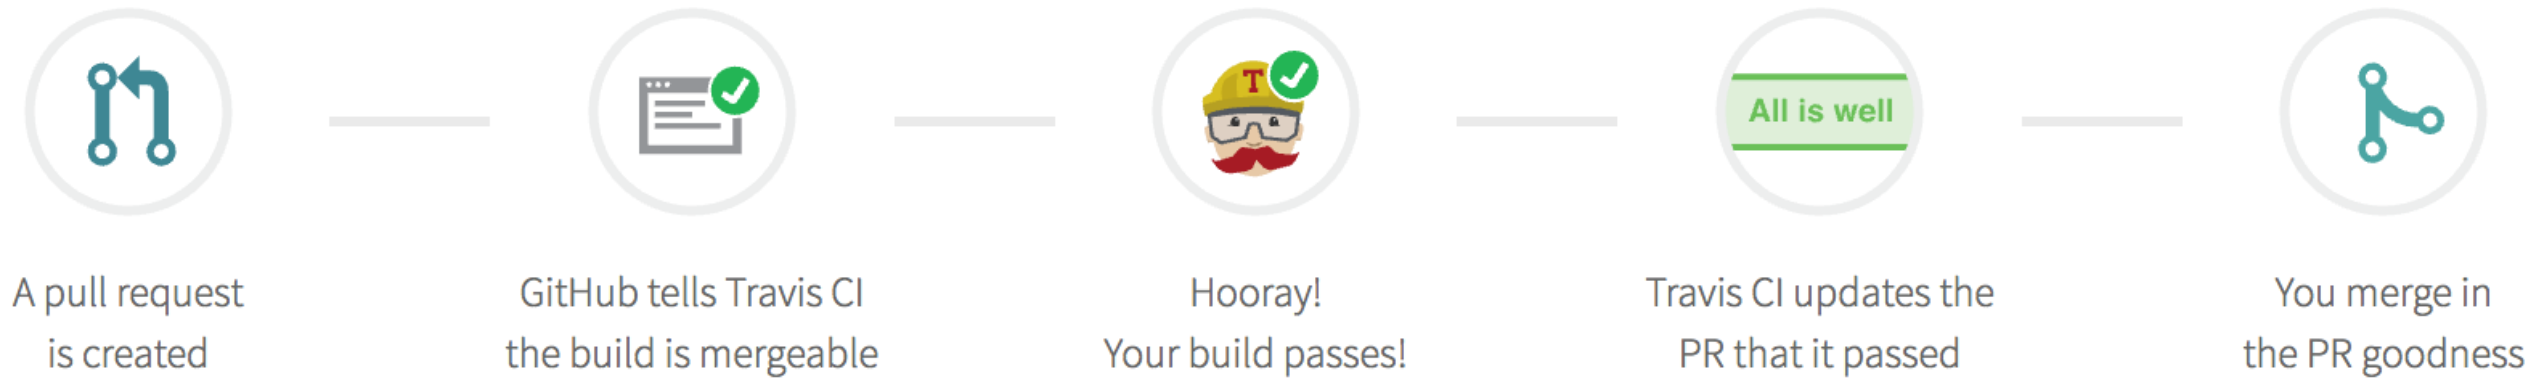 T
All is well
A pull request
is created
GitHub tells Travis CI
the build is mergeable
Hooray!
Your build passes!
Travis CI updates the
PR that it passed
You merge in
the PR goodness